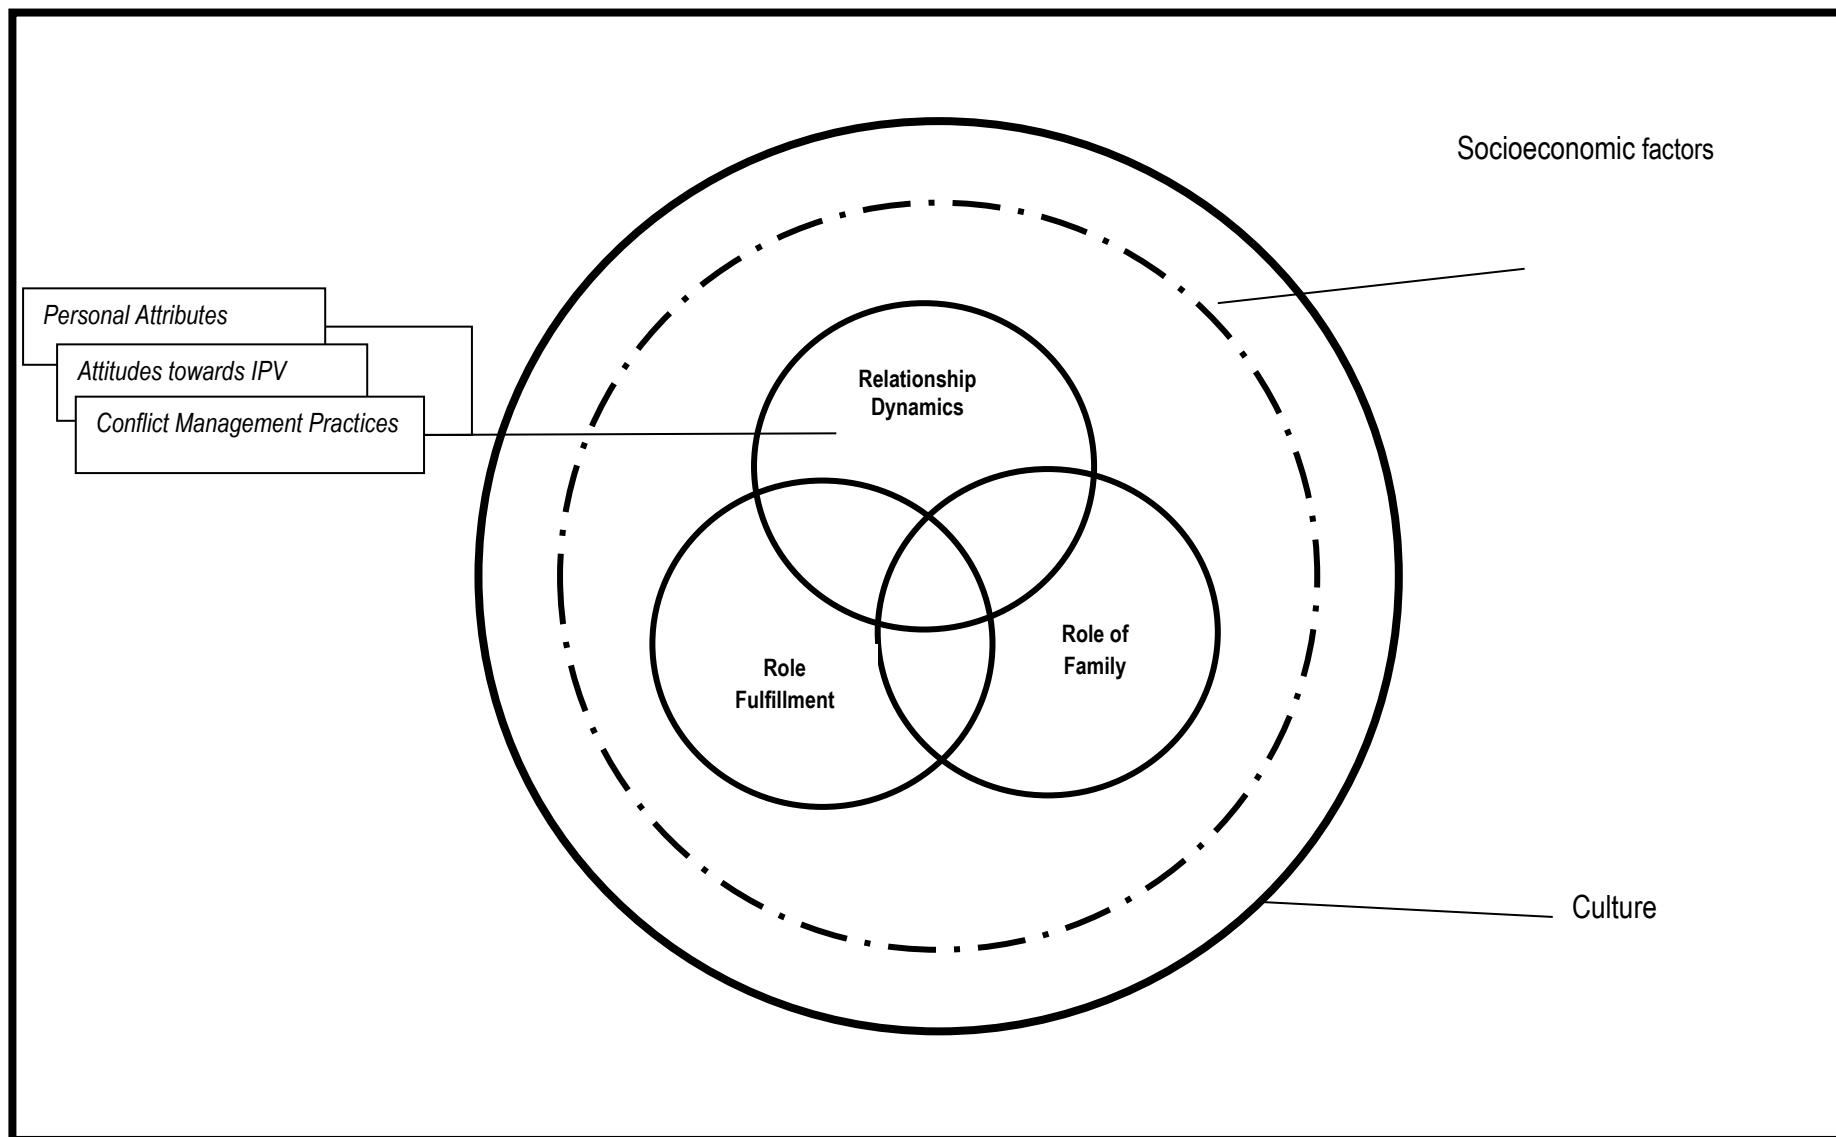 Socioeconomic factors
Personal Attributes
Attitudes towards IPV
Conflict Management Practices
Relationship
Dynamics
Role of
Family
Role
Fulfillment
Culture